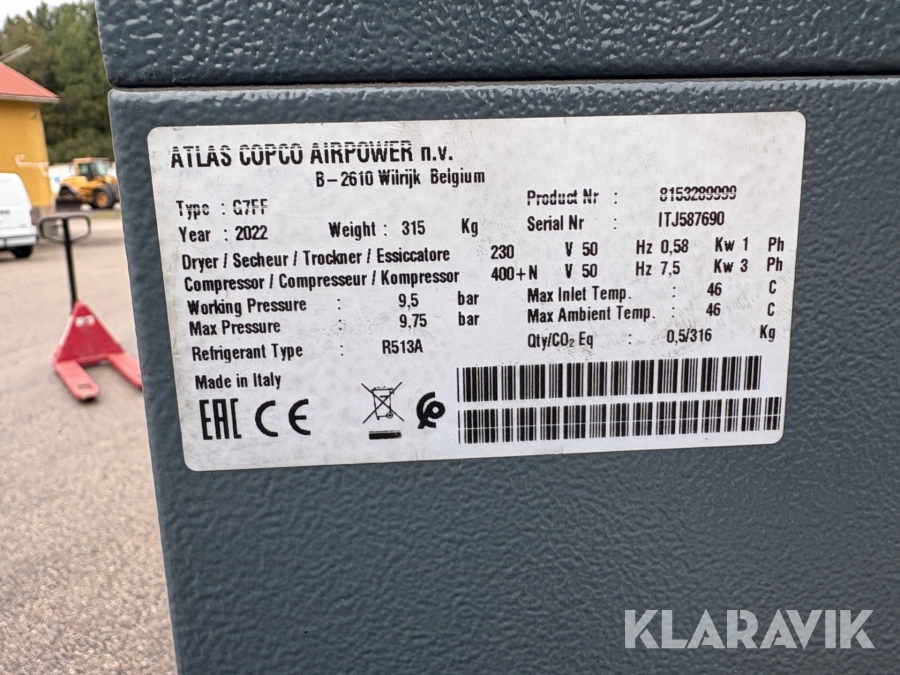 ATLAS COPCO AIRPOWER n.v.
B-2610 Wilrijk Belgium
Type : G7FF
Product Nr : 8153289999
Year : 2022 Weight : 315 Kg
Serial Nr : ITJ587690
Dryer / Secheur / Trockner / Essiccatore 230 V 50 Hz 0,58 Kw 1 Ph
Compressor / Compresseur / Kompressor 400+N V 50 Hz 7,5 Kw 3 Ph
Working Pressure : 9,5 bar
Max Inlet Temp. : 46 C
Max Pressure : 9,75 bar
Max Ambient Temp. : 46 C
Refrigerant Type : R513A
Qty/CO₂ Eq : 0,5/316 Kg
Made in Italy
EAC CE
KLARAVIK